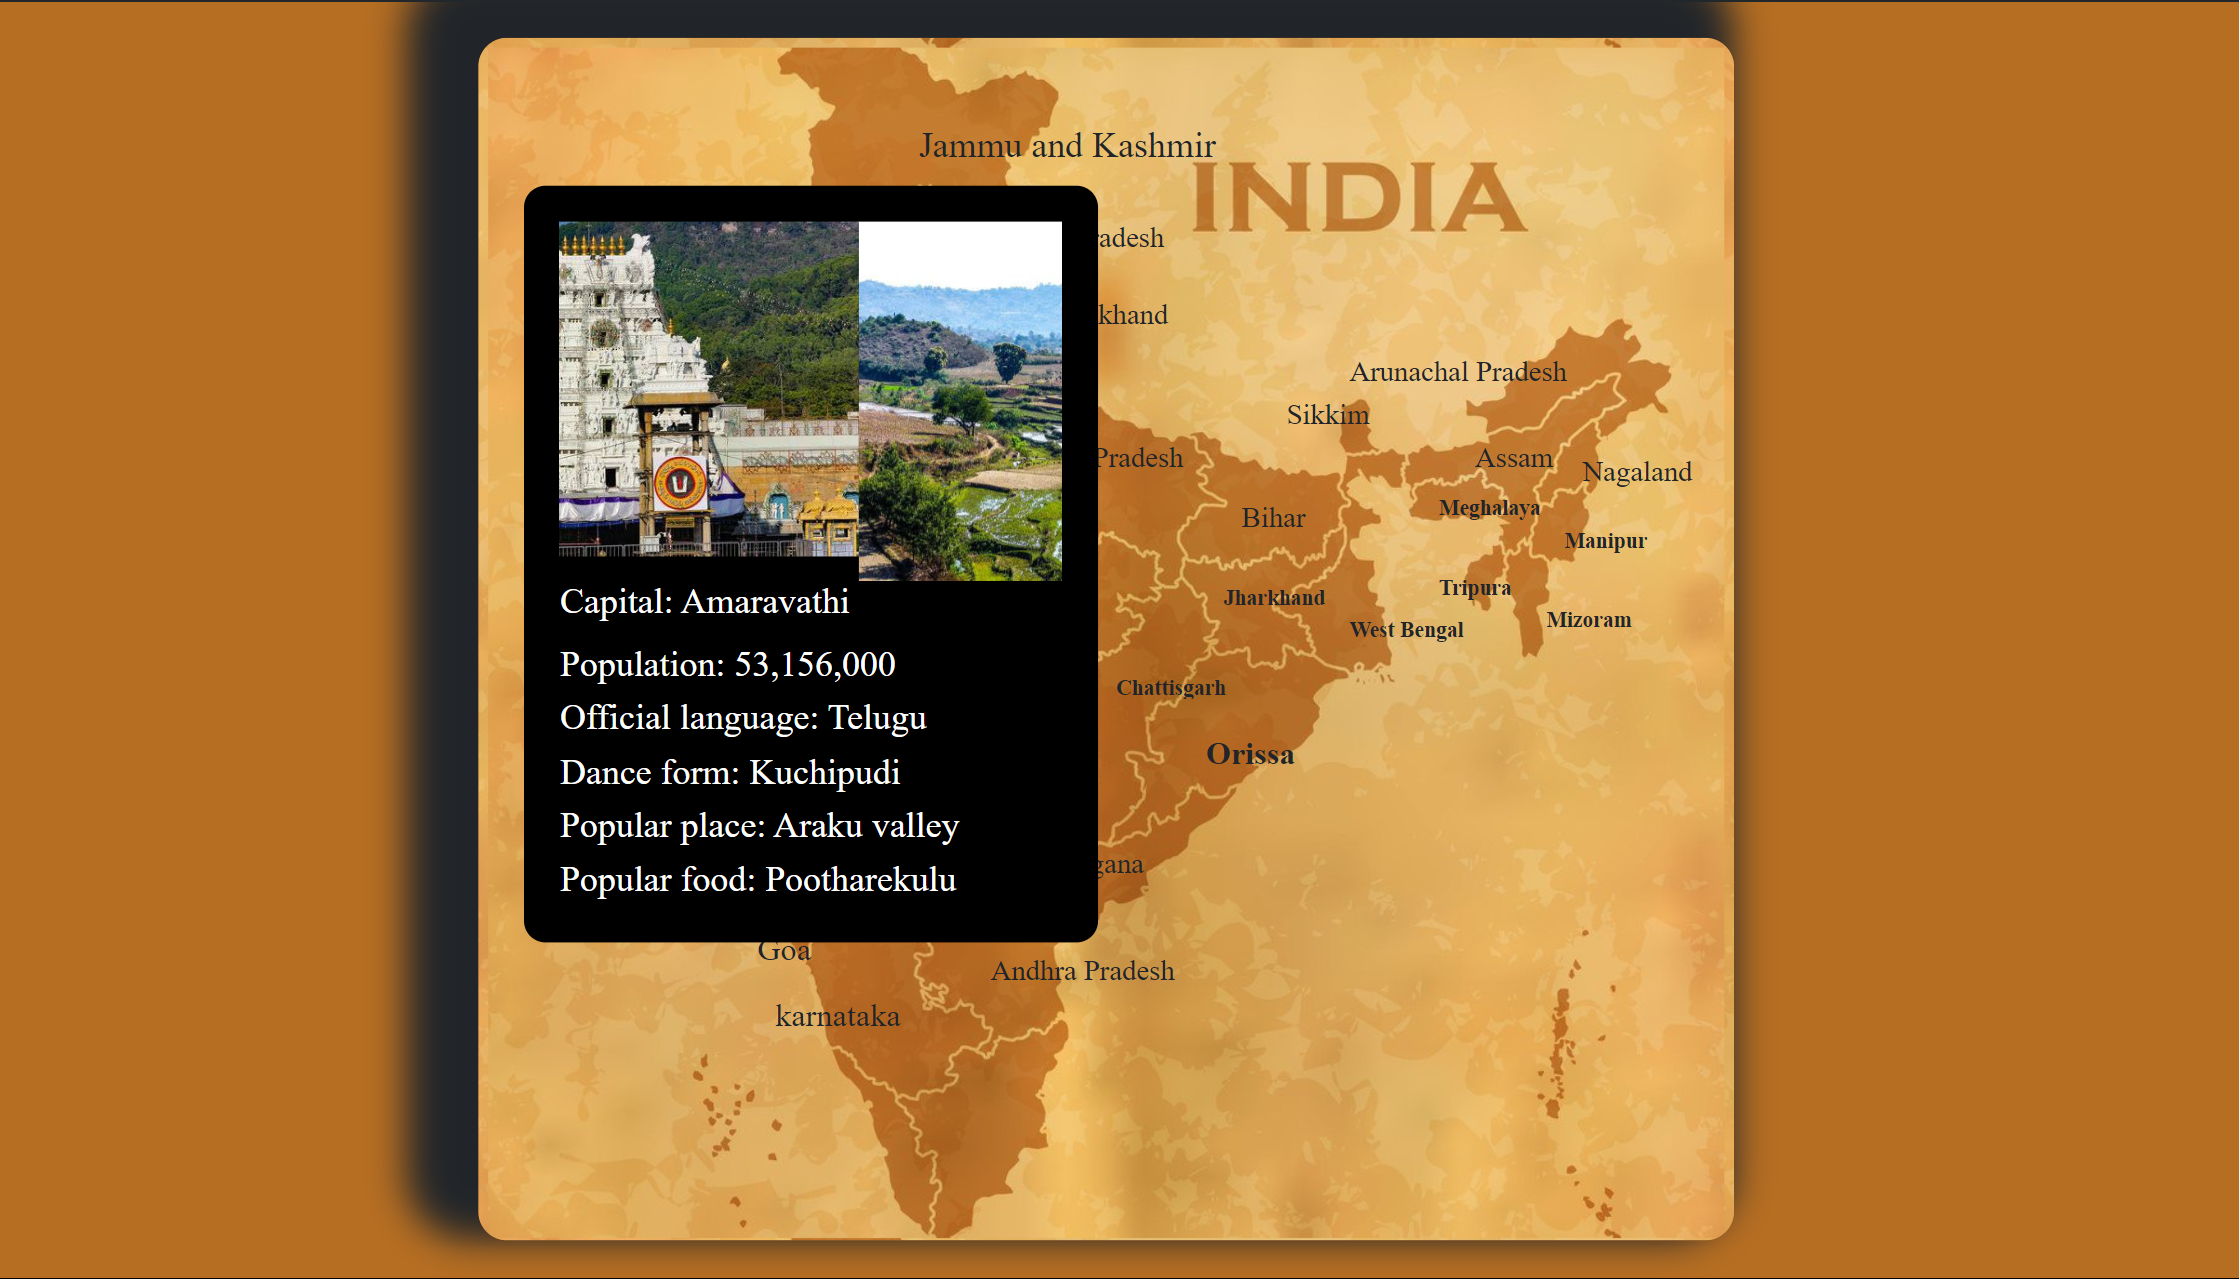 Jammu and Kashmir
INDIA
radesh
khand
Arunachal Pradesh
Sikkim
Pradesh
Assam
Nagaland
Meghalaya
Bihar
Manipur
Tripura
Jharkhand
Mizoram
West Bengal
Chattisgarh
Orissa
gana
Capital: Amaravathi
Population: 53,156,000
Official language: Telugu
Dance form: Kuchipudi
Popular place: Araku valley
Popular food: Pootharekulu
Goa
Andhra Pradesh
karnataka